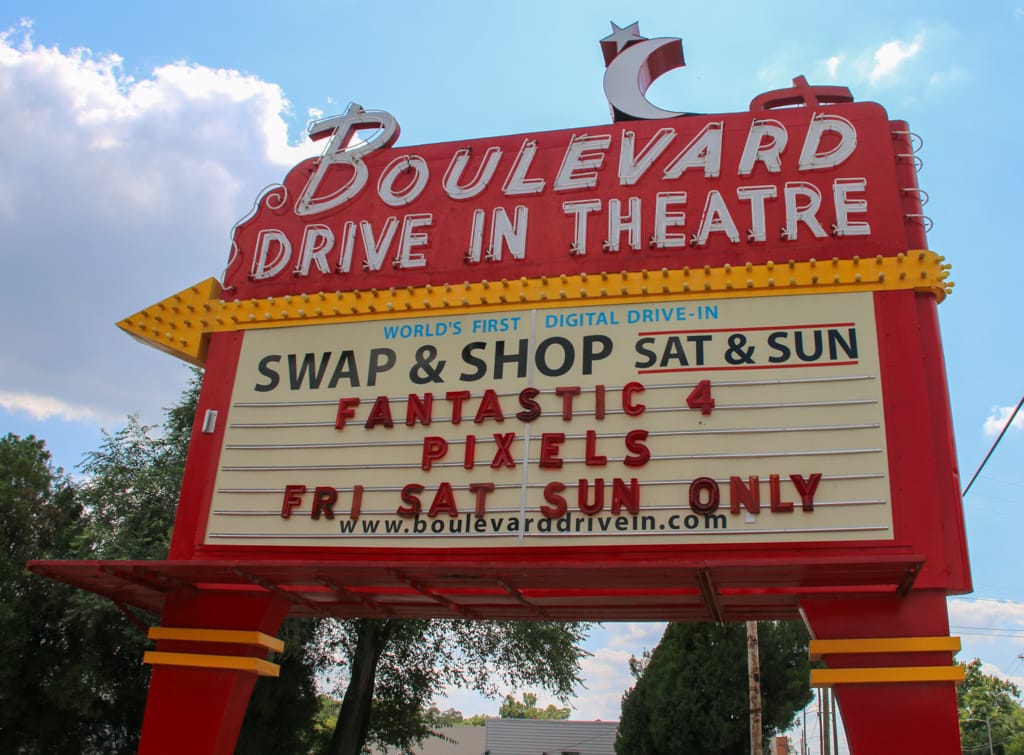 BOULEVARD
DRIVE IN THEATRE
WORLD'S FIRST DIGITAL DRIVE-IN
SWAP & SHOP SAT & SUN
FANTASTIC 4
PIXELS
FRI SAT SUN ONLY
www.boulevarddrivein.com